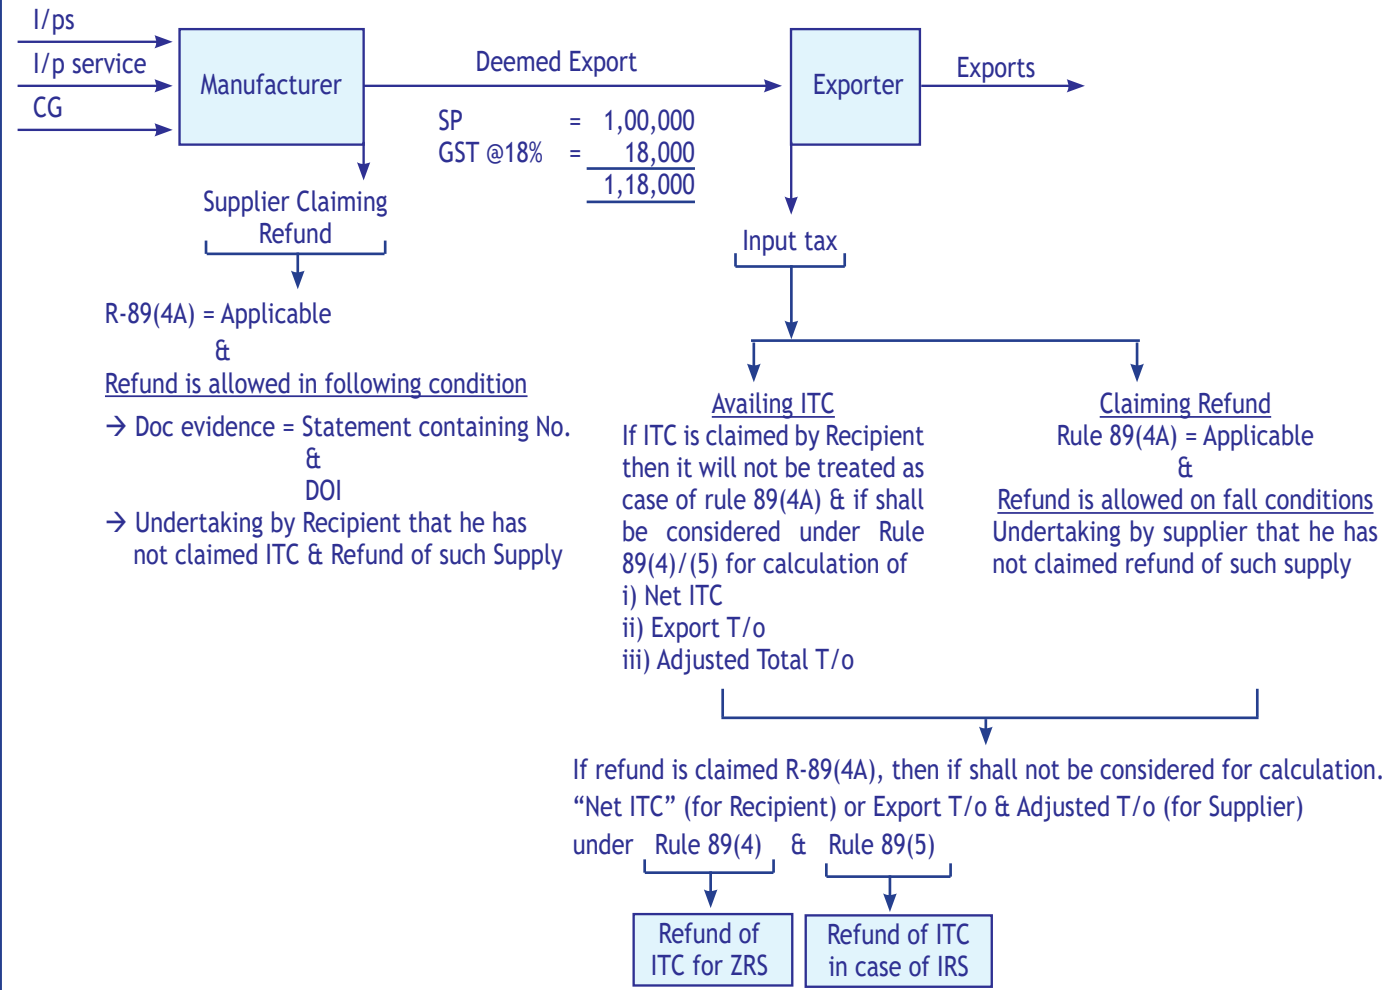 I/ps
I/p service
CG
Manufacturer
Deemed Export
SP = 1,00,000
GST @18% = 18,000
1,18,000
Exporter
Exports
Supplier Claiming
Refund
R-89(4A) = Applicable
&
Refund is allowed in following condition
→ Doc evidence = Statement containing No.
&
DOI
→ Undertaking by Recipient that he has
not claimed ITC & Refund of such Supply
Input tax
Availing ITC
If ITC is claimed by Recipient
then it will not be treated as
case of rule 89(4A) & if shall
be considered under Rule
89(4)/(5) for calculation of
i) Net ITC
ii) Export T/o
iii) Adjusted Total T/o
Claiming Refund
Rule 89(4A) = Applicable
&
Refund is allowed on fall conditions
Undertaking by supplier that he has
not claimed refund of such supply
If refund is claimed R-89(4A), then if shall not be considered for calculation.
“Net ITC” (for Recipient) or Export T/o & Adjusted T/o (for Supplier)
under Rule 89(4) & Rule 89(5)
Refund of
ITC for ZRS
Refund of ITC
in case of IRS